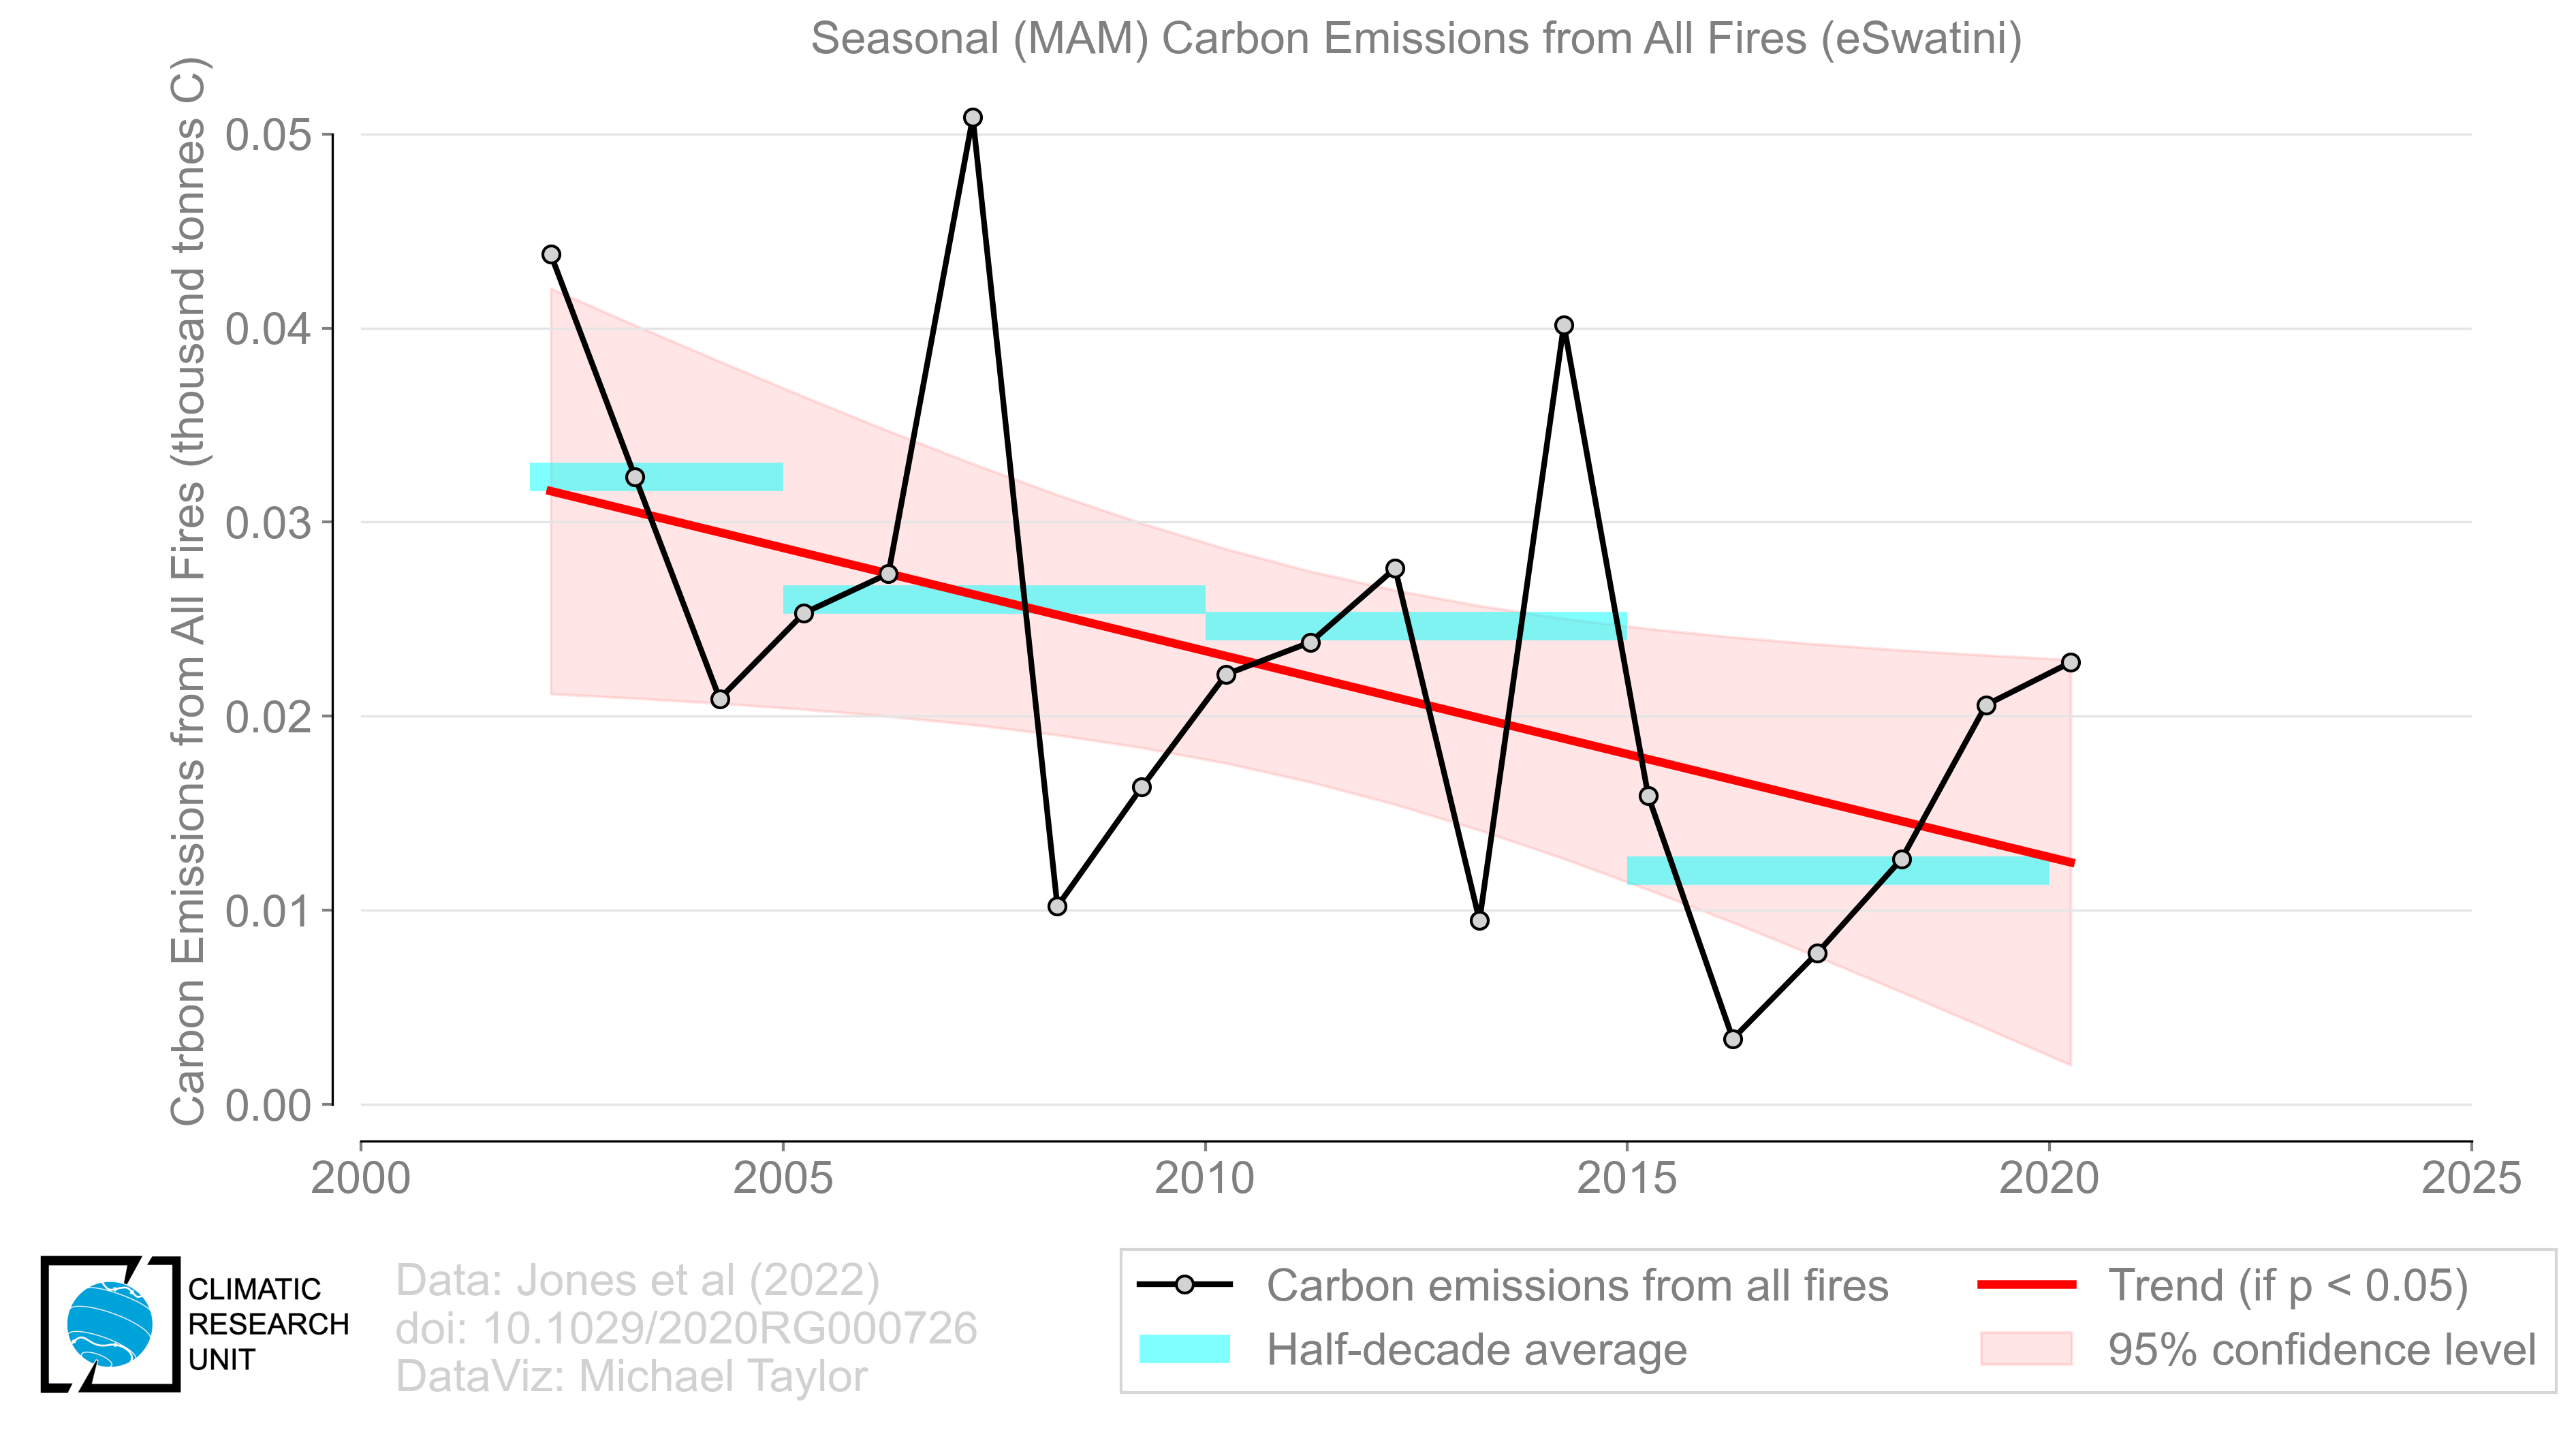 Seasonal (MAM) Carbon Emissions from All Fires (eSwatini)
Carbon Emissions from All Fires (thousand tonnes C)
0.05
0.04
0.03
0.02
0.01
0.00
2000 2005 2010 2015 2020 2025
CLIMATIC
RESEARCH
UNIT
Data: Jones et al (2022)
doi: 10.1029/2020RG000726
DataViz: Michael Taylor
Carbon emissions from all fires
Half-decade average
Trend (if p < 0.05)
95% confidence level